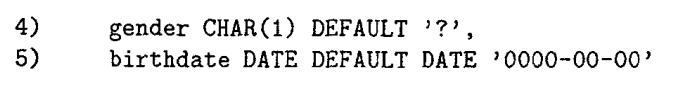 4) gender CHAR(1) DEFAULT '?',
5) birthdate DATE DEFAULT DATE '0000-00-00'